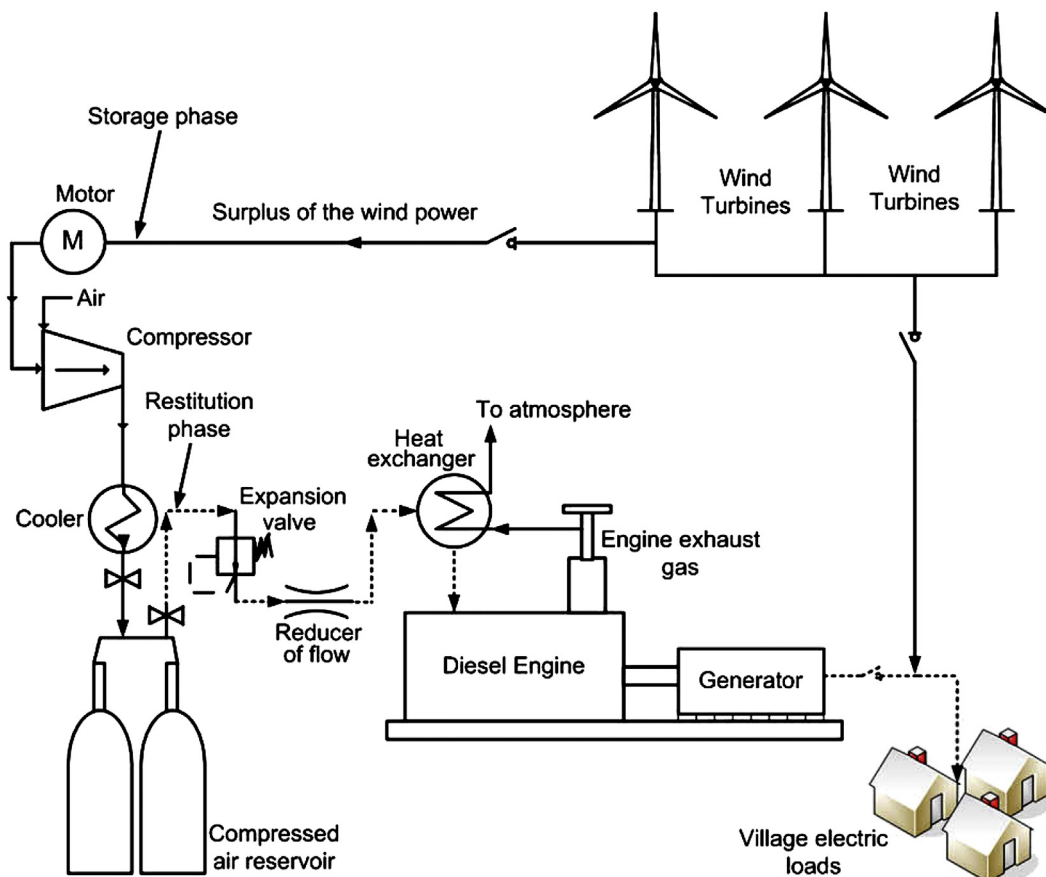 Storage phase
Motor
M
Surplus of the wind power
Wind
Turbines
Wind
Turbines
Air
Compressor
Restitution
phase
To atmosphere
Heat
exchanger
Cooler
Expansion
valve
Engine exhaust
gas
Reducer
of flow
Diesel Engine
Generator
Compressed
air reservoir
Village electric
loads